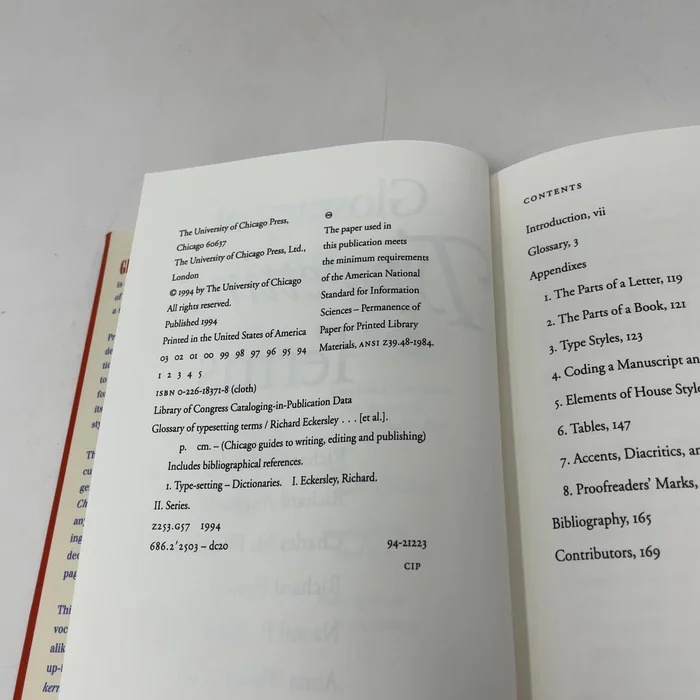 The University of Chicago Press,
Chicago 60637
The University of Chicago Press, Ltd.,
London
© 1994 by The University of Chicago
All rights reserved.
Published 1994
Printed in the United States of America
03 02 01 00 99 98 97 96 95 94
1 2 3 4 5
ISBN 0-226-18371-8 (cloth)
The paper used in
this publication meets
the minimum requirements
of the American National
Standard for Information
Sciences – Permanence of
Paper for Printed Library
Materials, ANSI Z39.48-1984.
Library of Congress Cataloging-in-Publication Data
Glossary of typesetting terms / Richard Eckersley . . . [et al.].
p. cm. – (Chicago guides to writing, editing and publishing)
Includes bibliographical references.
1. Type-setting – Dictionaries. I. Eckersley, Richard.
II. Series.
Z253.G57 1994
686.2'2503 – dc20 94-21223
CIP
CONTENTS
Introduction, vii
Glossary, 3
Appendixes
1. The Parts of a Letter, 119
2. The Parts of a Book, 121
3. Type Styles, 123
4. Coding a Manuscript
5. Elements of House
6. Tables, 147
7. Accents, Diacritics,
8. Proofreaders' Marks,
Bibliography, 165
Contributors, 169